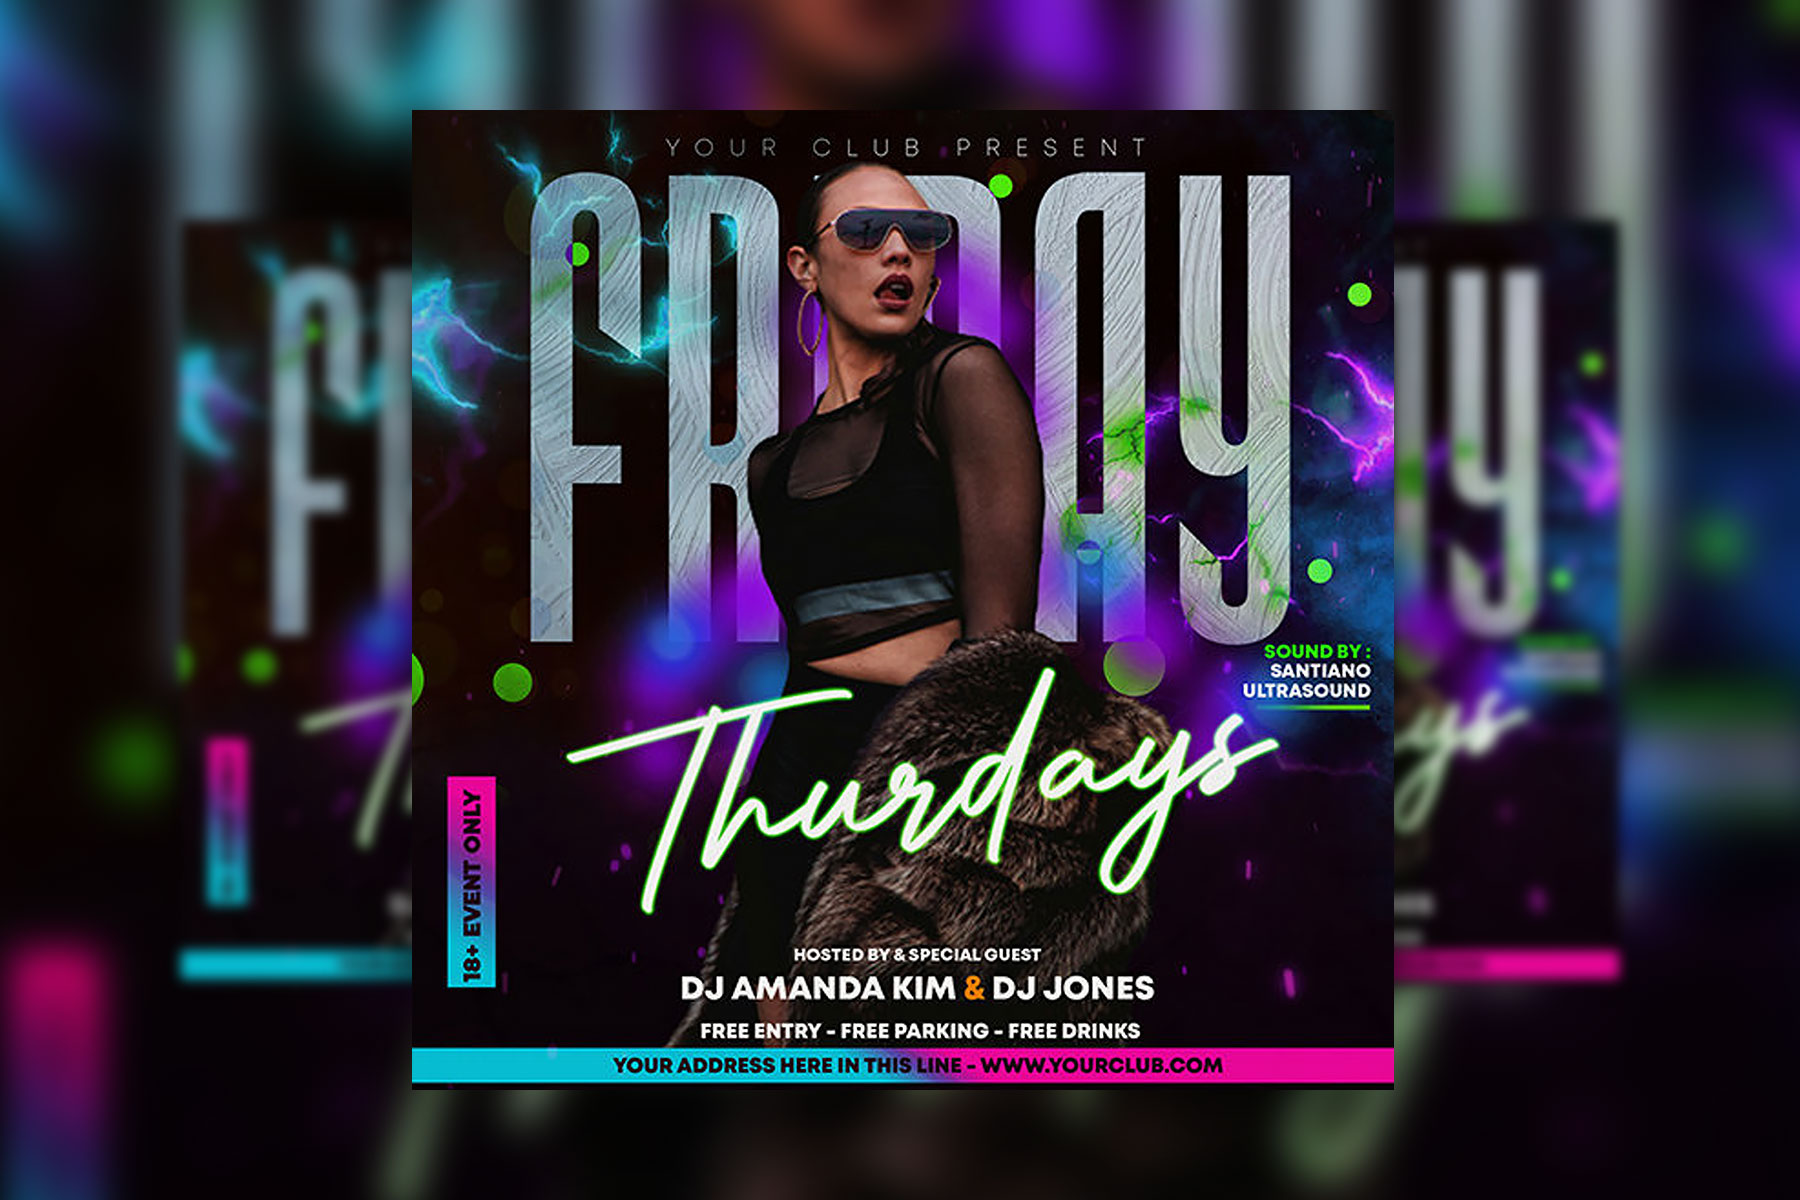 YOUR CLUB PRESENT
FRIDAY
Thurdays
SOUND BY :
SANTIANO
ULTRASOUND
18+ EVENT ONLY
HOSTED BY & SPECIAL GUEST
DJ AMANDA KIM & DJ JONES
FREE ENTRY - FREE PARKING - FREE DRINKS
YOUR ADDRESS HERE IN THIS LINE - WWW.YOURCLUB.COM